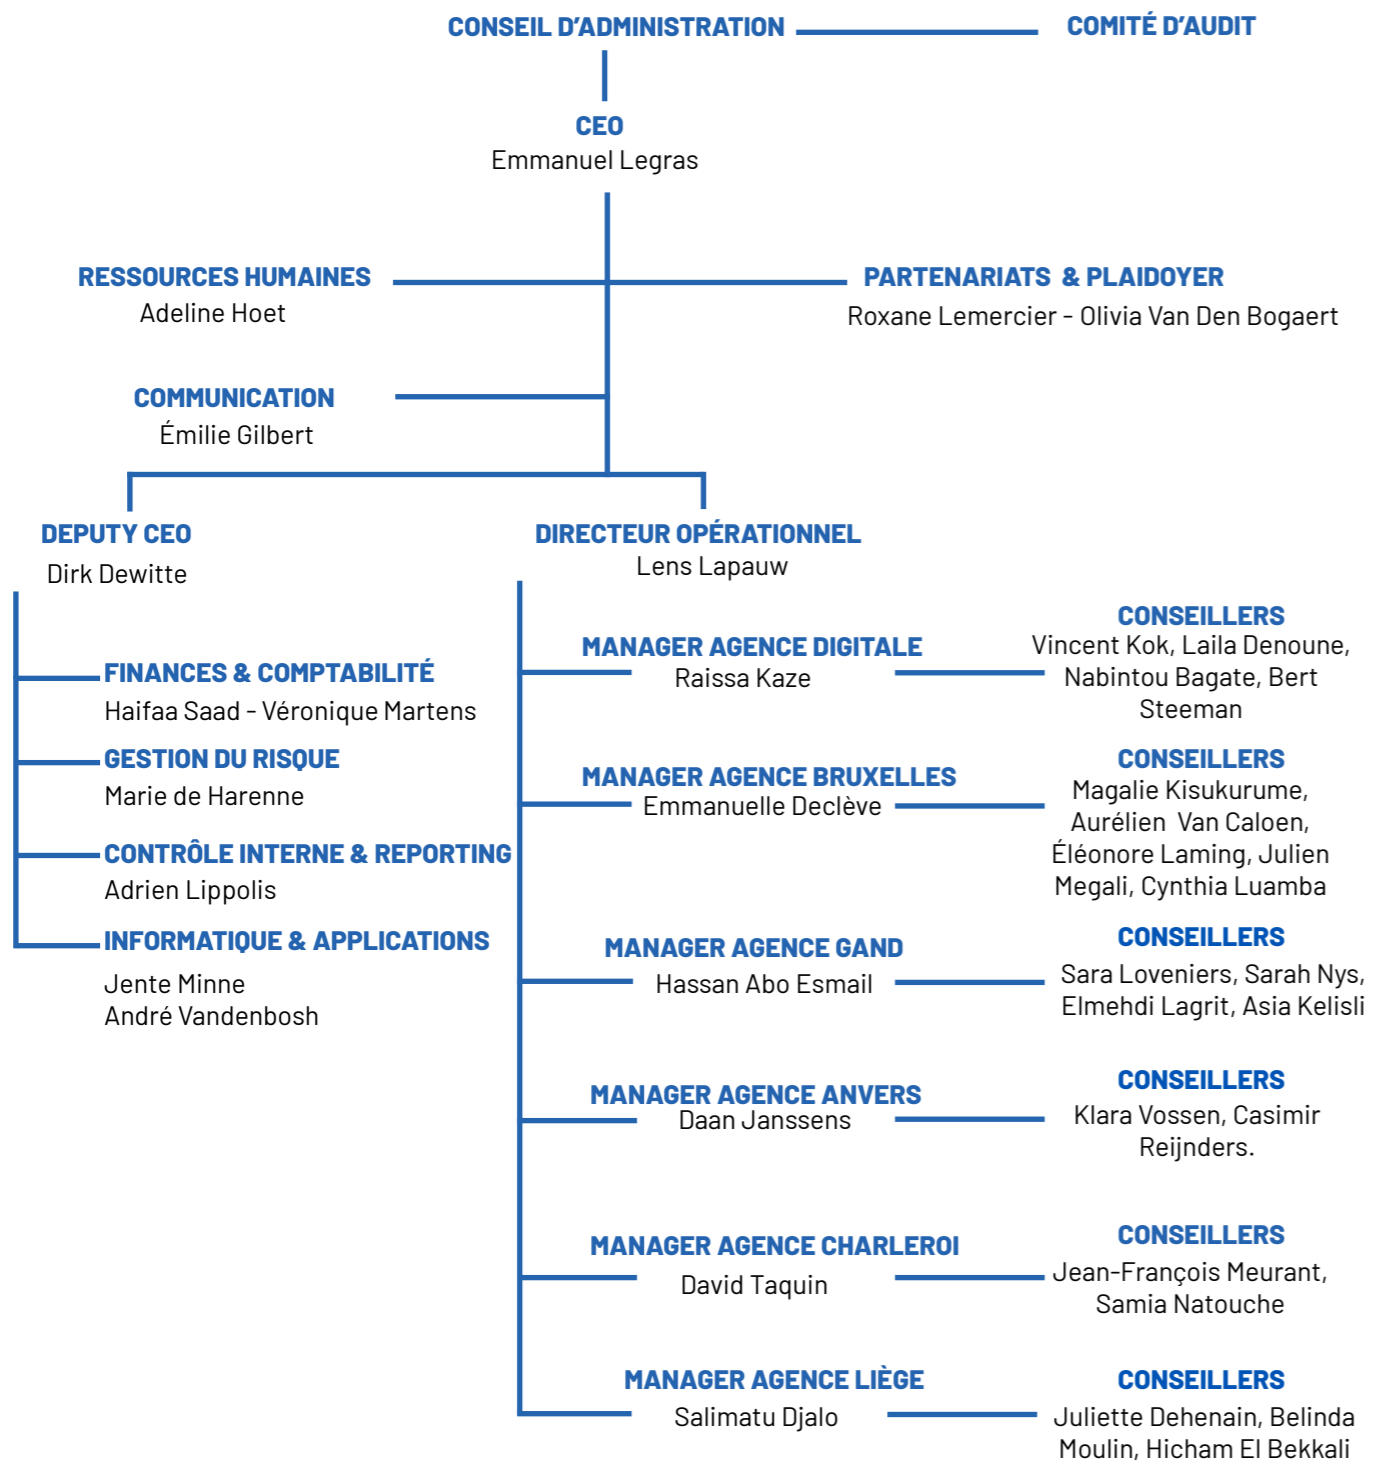 CONSEIL D'ADMINISTRATION
COMITÉ D'AUDIT
CEO
Emmanuel Legras
RESSOURCES HUMAINES
Adeline Hoet
PARTENARIATS & PLAIDOYER
Roxane Lemercier - Olivia Van Den Bogaert
COMMUNICATION
Émilie Gilbert
DEPUTY CEO
Dirk Dewitte
FINANCES & COMPTABILITÉ
Haifaa Saad - Véronique Martens
GESTION DU RISQUE
Marie de Harenne
CONTRÔLE INTERNE & REPORTING
Adrien Lippolis
INFORMATIQUE & APPLICATIONS
Jente Minne
André Vandenbosh
DIRECTEUR OPÉRATIONNEL
Lens Lapauw
MANAGER AGENCE DIGITALE
Raissa Kaze
CONSEILLERS
Vincent Kok, Laila Denoune,
Nabintou Bagate, Bert
Steeman
MANAGER AGENCE BRUXELLES
Emmanuelle Declève
CONSEILLERS
Magalie Kisukurume,
Aurélien Van Caloen,
Éléonore Laming, Julien
Megali, Cynthia Luamba
MANAGER AGENCE GAND
Hassan Abo Esmail
CONSEILLERS
Sara Loveniers, Sarah Nys,
Elmehdi Lagrit, Asia Kelisli
MANAGER AGENCE ANVERS
Daan Janssens
CONSEILLERS
Klara Vossen, Casimir
Reijnders.
MANAGER AGENCE CHARLEROI
David Taquin
CONSEILLERS
Jean-François Meurant,
Samia Natouche
MANAGER AGENCE LIÈGE
Salimatu Djalo
CONSEILLERS
Juliette Dehenain, Belinda
Moulin, Hicham El Bekkali